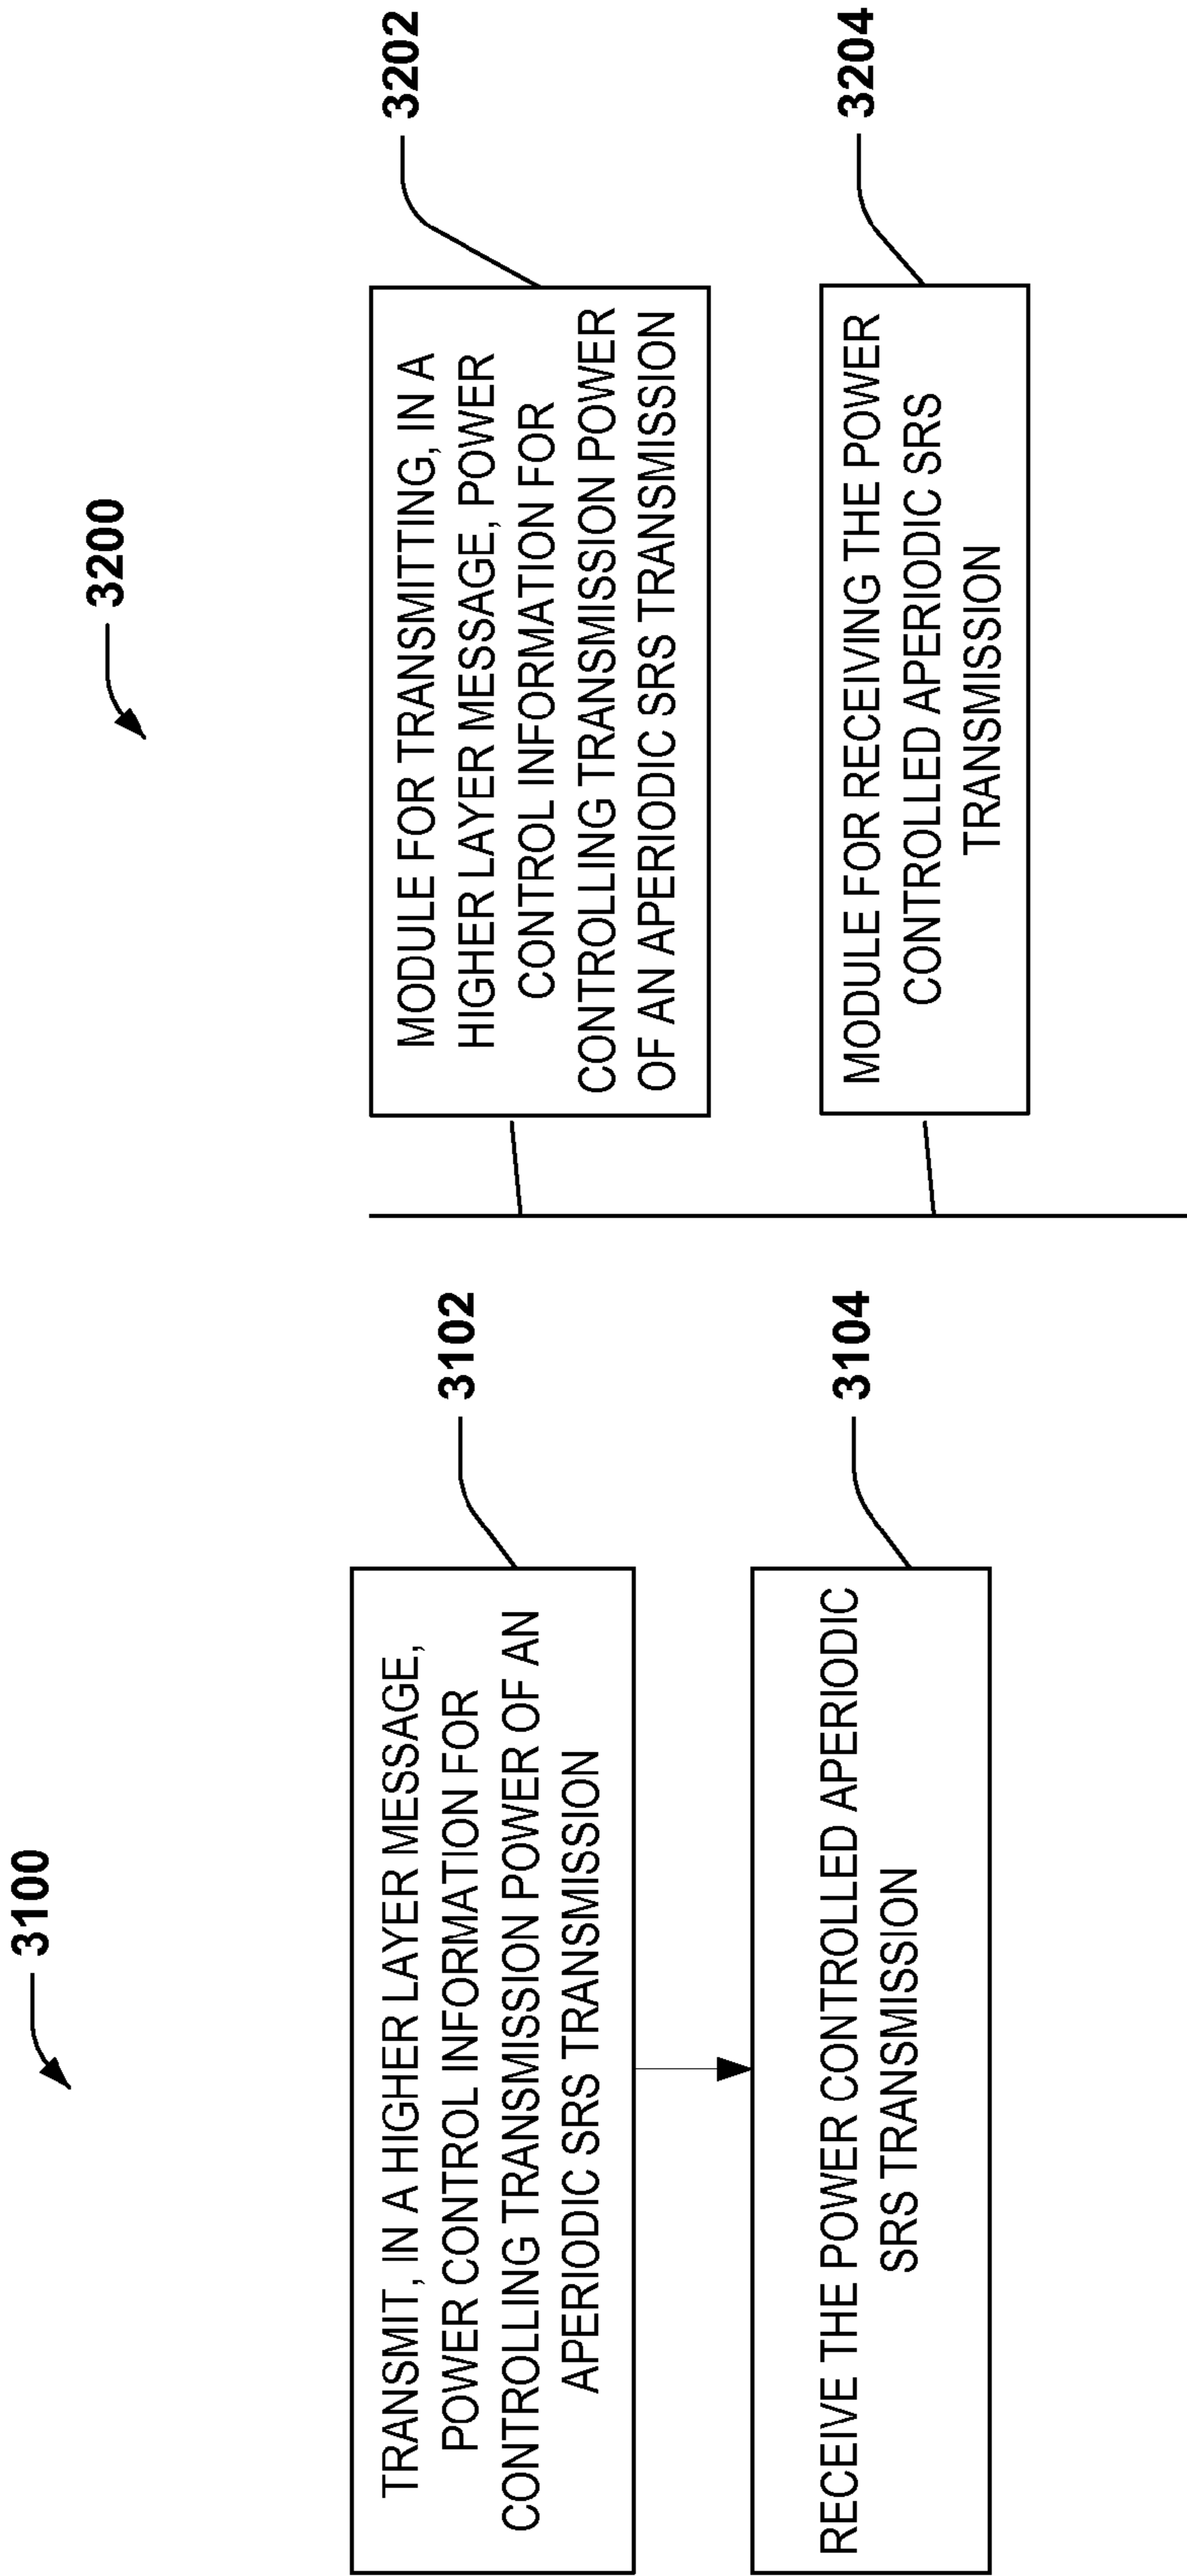 3100
TRANSMIT, IN A HIGHER LAYER MESSAGE,
POWER CONTROL INFORMATION FOR
CONTROLLING TRANSMISSION POWER OF AN
APERIODIC SRS TRANSMISSION
3102
RECEIVE THE POWER CONTROLLED APERIODIC
SRS TRANSMISSION
3104
3200
MODULE FOR TRANSMITTING, IN A
HIGHER LAYER MESSAGE, POWER
CONTROL INFORMATION FOR
CONTROLLING TRANSMISSION POWER
OF AN APERIODIC SRS TRANSMISSION
3202
MODULE FOR RECEIVING THE POWER
CONTROLLED APERIODIC SRS
TRANSMISSION
3204